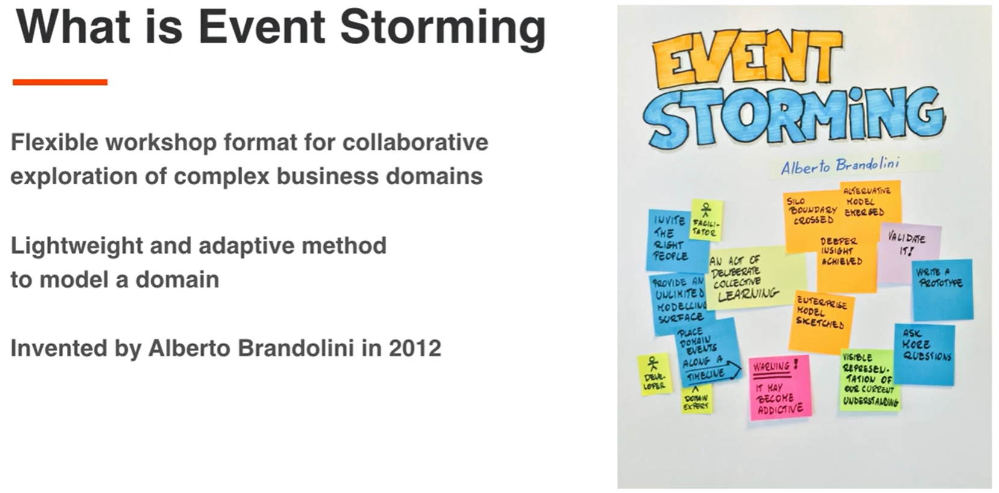 What is Event Storming
Flexible workshop format for collaborative
exploration of complex business domains
Lightweight and adaptive method
to model a domain
Invented by Alberto Brandolini in 2012
EVENT
STORMiNG
Alberto Brandolini
INVITE
THE
RIGHT
PEOPLE
FACILI-
TATOR
AN ACT OF
DELIBERATE
COLLECTIVE
LEARNING
PROVIDE AN
UNLIMITED
MODELLING
SURFACE
PLACE
DOMAIN
EVENTS
ALONG A
TIMELINE
DEVE-
LOPER
DOMAIN
EXPERT
SILO
BOUNDARY
CROSSED
ALTERNATIVE
MODEL
EMERGED
DEEPER
INSIGHT
ACHIEVED
VALIDATE
IT!
WRITE A
PROTOTYPE
ENTERPRISE
MODEL
SKETCHED
ASK
MORE
QUESTIONS
WARNING!
IT MAY
BECOME
ADDICTIVE
VISIBLE
REPRESEN-
TATION OF
OUR CURRENT
UNDERSTANDING